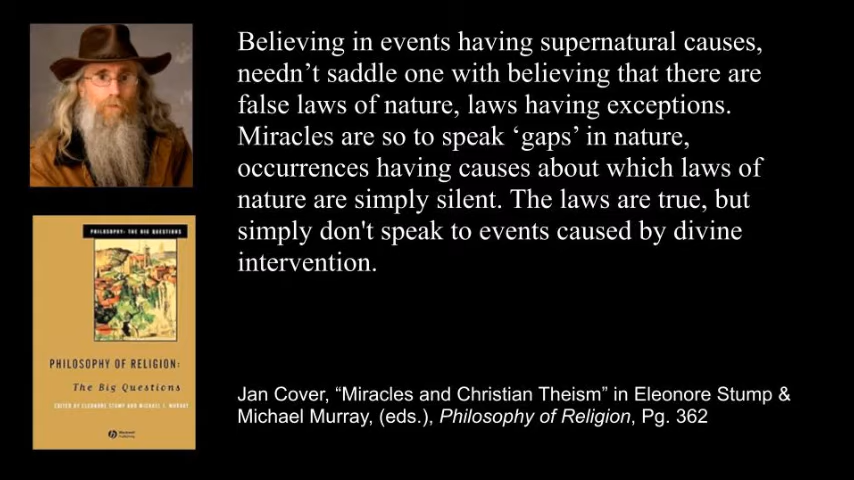 Believing in events having supernatural causes,
needn’t saddle one with believing that there are
false laws of nature, laws having exceptions.
Miracles are so to speak ‘gaps’ in nature,
occurrences having causes about which laws of
nature are simply silent. The laws are true, but
simply don't speak to events caused by divine
intervention.
PHILOSOPHY: THE BIG QUESTIONS
PHILOSOPHY OF RELIGION:
The Big Questions
EDITED BY ELEONORE STUMP AND MICHAEL J. MURRAY
Blackwell
Publishing
Jan Cover, “Miracles and Christian Theism” in Eleonore Stump &
Michael Murray, (eds.), Philosophy of Religion, Pg. 362